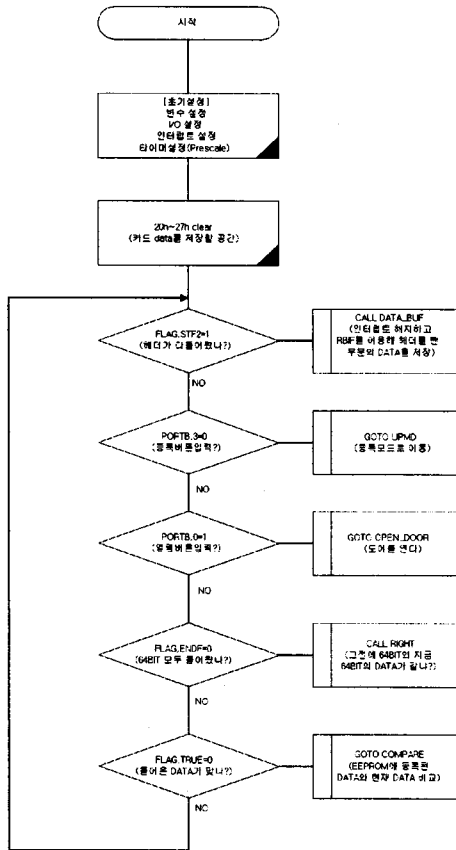 시작
[초기설정]
변수 설정
I/O 설정
인터럽트 설정
타이머설정(Prescale)
20h~27h clear
(카드 data를 저장할 공간)
FLAG,STF2=1
(헤더가 다들어왔나?)
CALL DATA_BUF
(인터럽트 해지하고
RBIF를 이용해 헤더를 뺀
부분의 DATA를 저장)
NO
PORTB,3=0
(등록버튼입력?)
GOTO UPMD
(등록모드로 이동)
NO
PORTB,0=1
(열림버튼입력?)
GOTO OPEN_DOOR
(도어를 연다)
NO
FLAG,ENDF=0
(64BIT 모두 들어왔나?)
CALL RIGHT
(그전에 64BIT와 지금
64BIT의 DATA가 같나?)
NO
FLAG,TRUE=0
(들어온 DATA가 맞나?)
GOTO COMPARE
(EEPROM에 등록된
DATA와 현재 DATA 비교)
NO